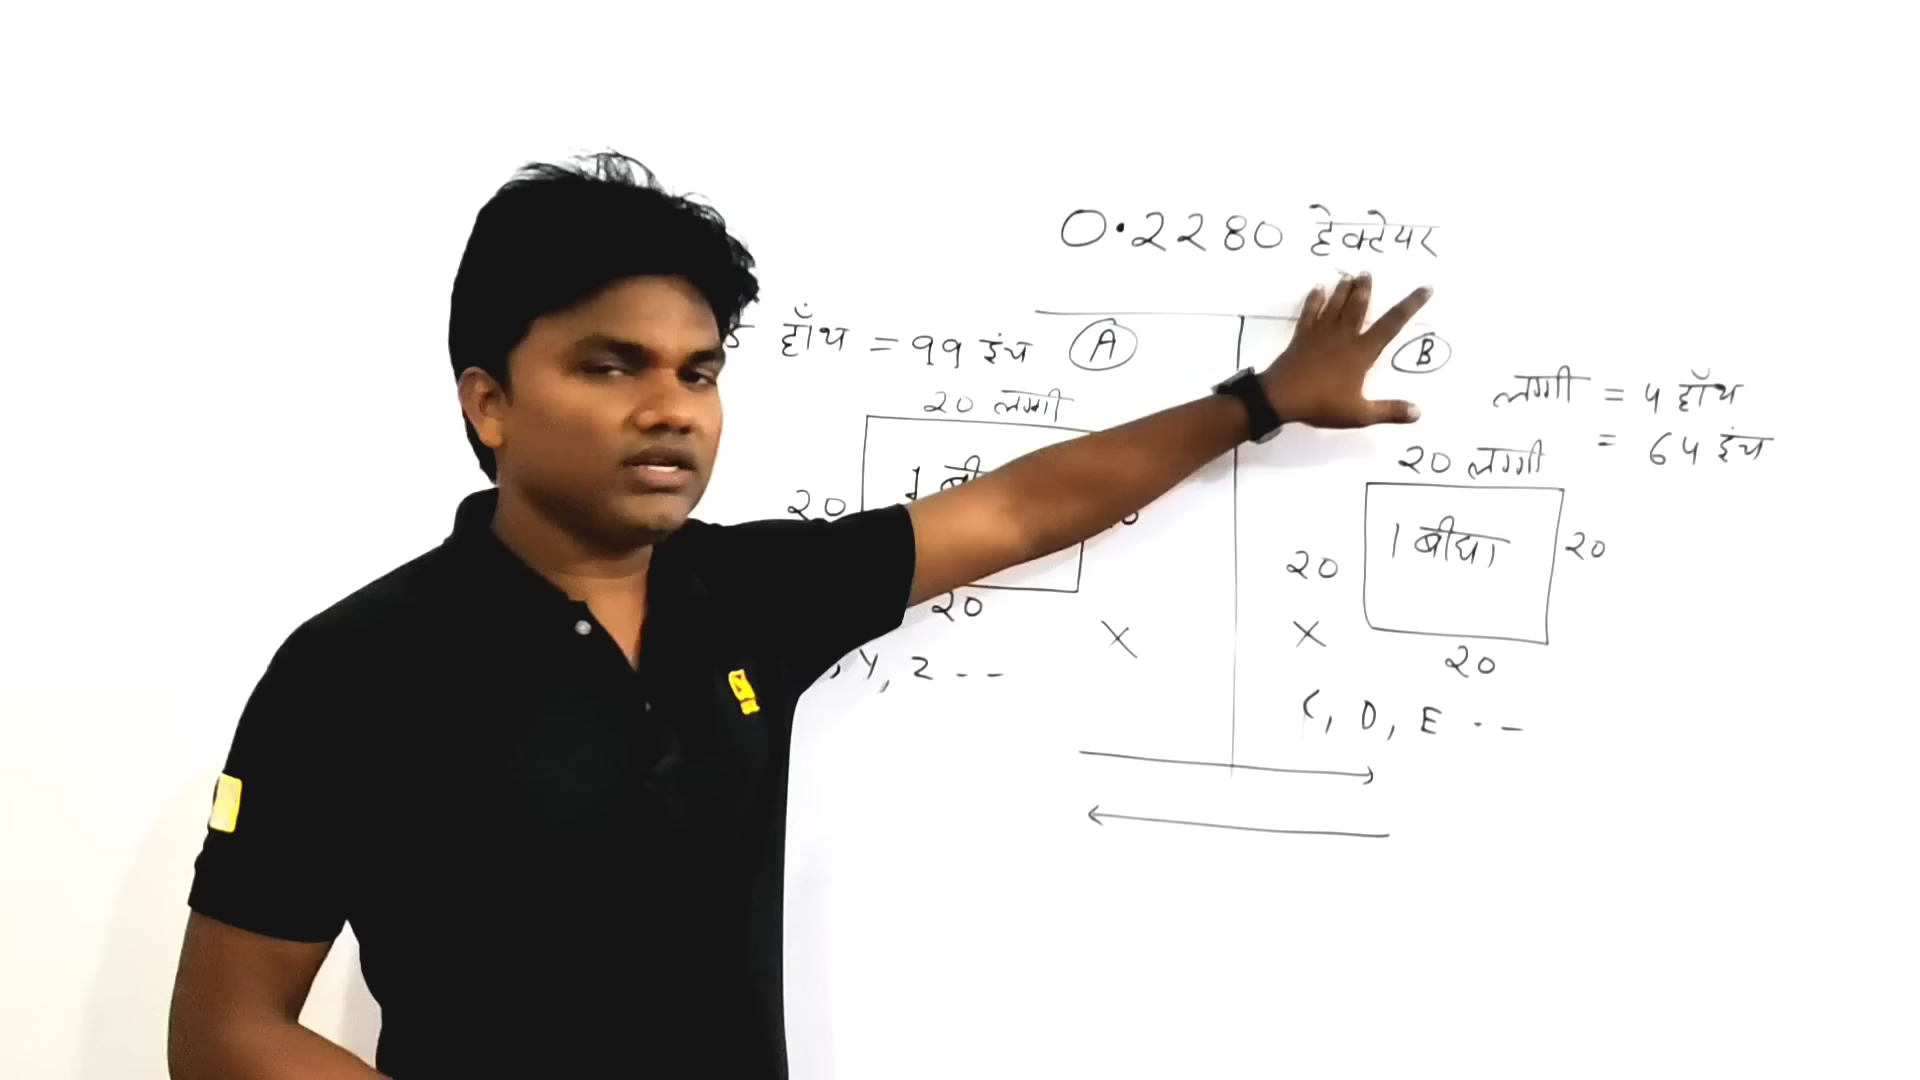 0.2280 हेक्टेयर
हाँथ = 99 इंच
A
20 लग्गी
1 बी
20
20
Y, Z --
X
B
लग्गी = 4 हाँथ
= 64 इंच
20 लग्गी
20
1 बीघा
20
20
X
C, D, E --